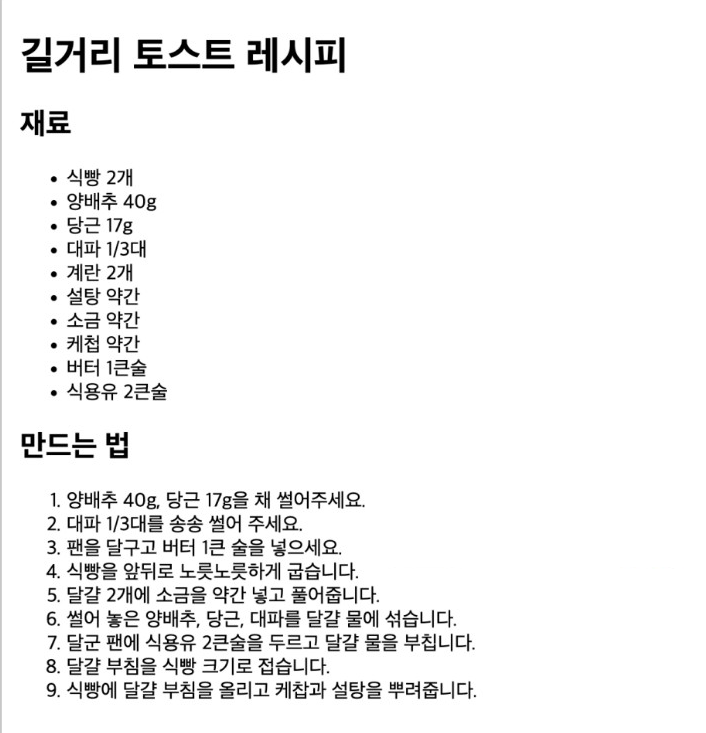 길거리 토스트 레시피
재료
• 식빵 2개
• 양배추 40g
• 당근 17g
• 대파 1/3대
• 계란 2개
• 설탕 약간
• 소금 약간
• 케첩 약간
• 버터 1큰술
• 식용유 2큰술
만드는 법
1. 양배추 40g, 당근 17g을 채 썰어주세요.
2. 대파 1/3대를 송송 썰어 주세요.
3. 팬을 달구고 버터 1큰 술을 넣으세요.
4. 식빵을 앞뒤로 노릇노릇하게 굽습니다.
5. 달걀 2개에 소금을 약간 넣고 풀어줍니다.
6. 썰어 놓은 양배추, 당근, 대파를 달걀 물에 섞습니다.
7. 달군 팬에 식용유 2큰술을 두르고 달걀 물을 부칩니다.
8. 달걀 부침을 식빵 크기로 접습니다.
9. 식빵에 달걀 부침을 올리고 케찹과 설탕을 뿌려줍니다.